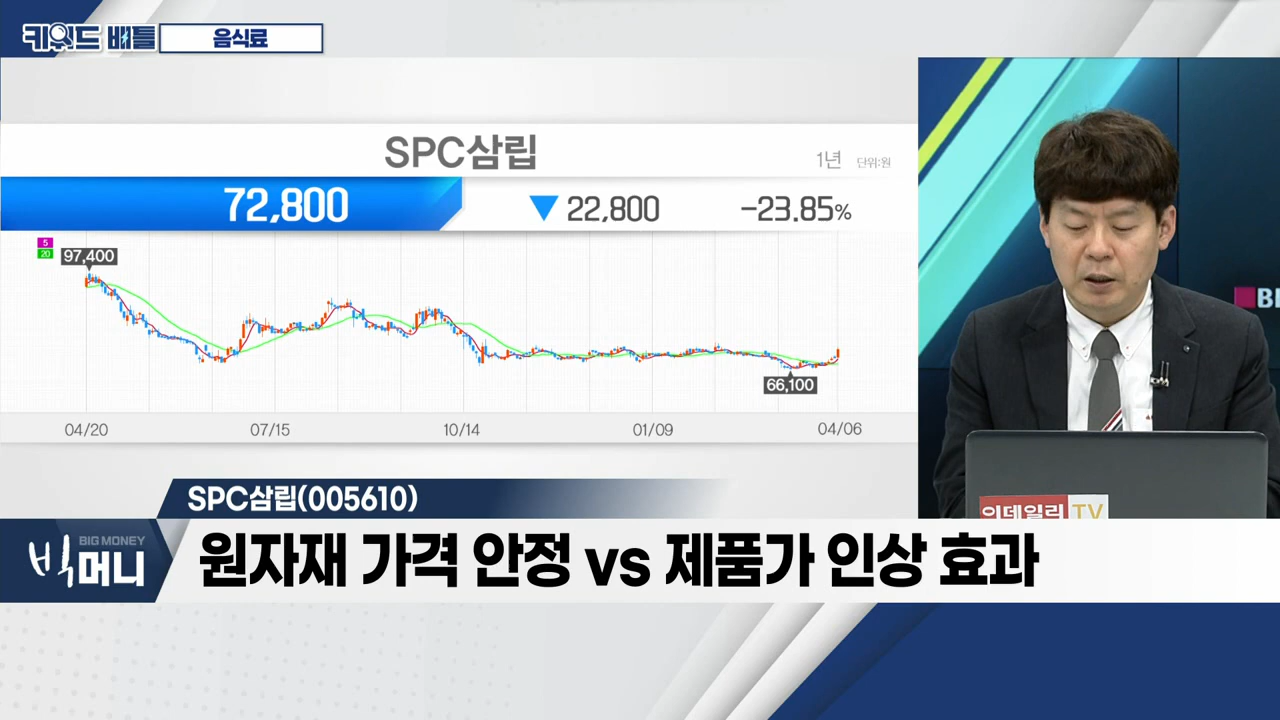 키워드 배틀
음식료
SPC삼립
1년 단위:원
72,800
▼ 22,800 -23.85%
5
20
97,400
66,100
04/20 07/15 10/14 01/09 04/06
SPC삼립(005610)
BIG MONEY
빅머니
원자재 가격 안정 vs 제품가 인상 효과
이데일리 TV